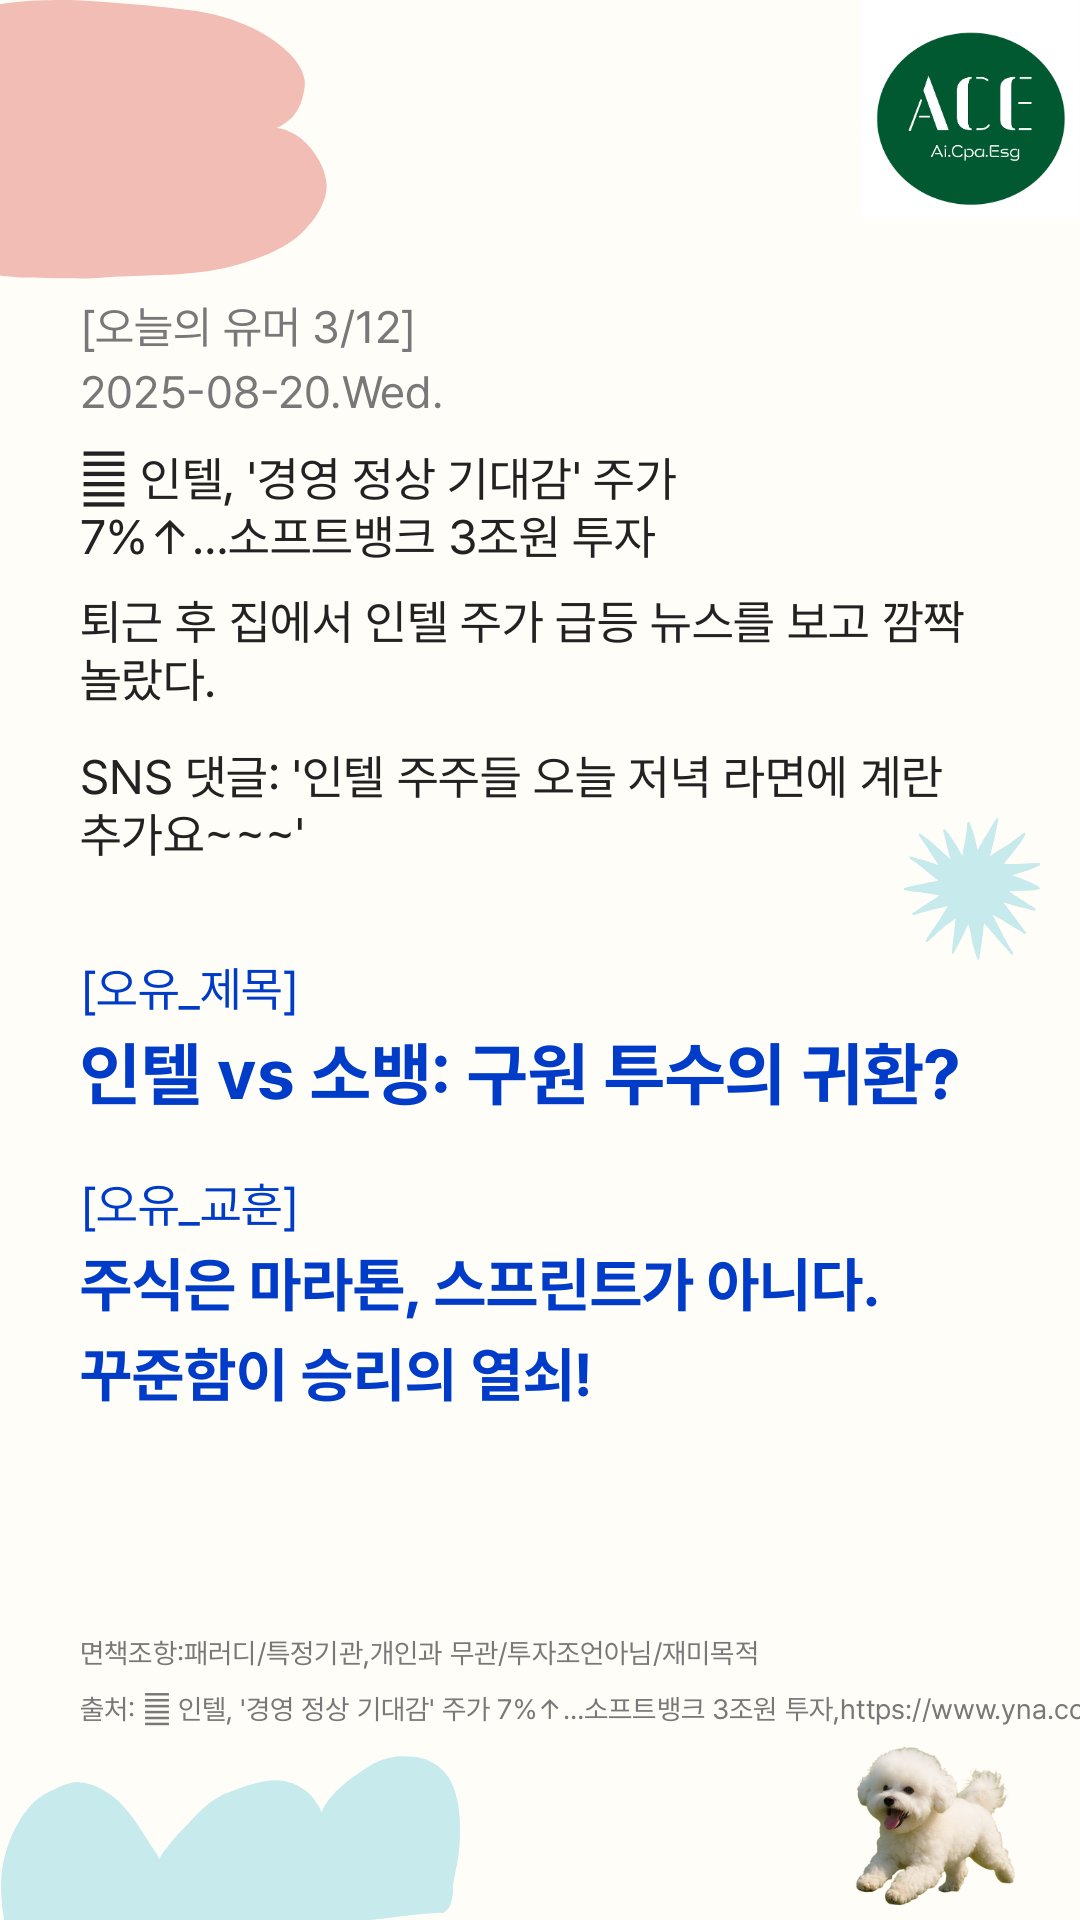 ACE
Ai.Cpa.Esg
[오늘의 유머 3/12]
2025-08-20.Wed.
䷀ 인텔, '경영 정상 기대감' 주가
7%↑…소프트뱅크 3조원 투자
퇴근 후 집에서 인텔 주가 급등 뉴스를 보고 깜짝
놀랐다.
SNS 댓글: '인텔 주주들 오늘 저녁 라면에 계란
추가요~~~'
[오유_제목]
인텔 vs 소뱅: 구원 투수의 귀환?
[오유_교훈]
주식은 마라톤, 스프린트가 아니다.
꾸준함이 승리의 열쇠!
면책조항:패러디/특정기관,개인과 무관/투자조언아님/재미목적
출처: ䷀ 인텔, '경영 정상 기대감' 주가 7%↑…소프트뱅크 3조원 투자,https://www.yna.co